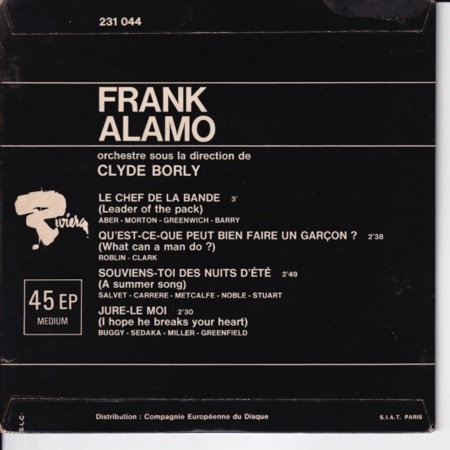 231 044
FRANK
ALAMO
orchestre sous la direction de
CLYDE BORLY
LE CHEF DE LA BANDE 3'
(Leader of the pack)
ABER - MORTON - GREENWICH - BARRY
QU'EST-CE-QUE PEUT BIEN FAIRE UN GARÇON ? 2'38
(What can a man do ?)
ROBLIN - CLARK
SOUVIENS-TOI DES NUITS D'ÉTÉ 2'49
(A summer song)
SALVET - CARRERE - METCALFE - NOBLE - STUART
JURE-LE MOI 2'30
(I hope he breaks your heart)
BUGGY - SEDAKA - MILLER - GREENFIELD
Riviera
45 EP
MEDIUM
Distribution : Compagnie Européenne du Disque
S.I.A.T. PARIS
S-L-C-